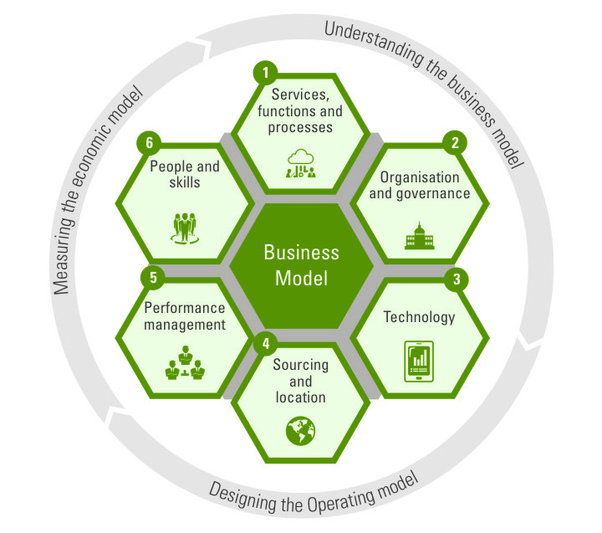 Understanding the business model
Measuring the economic model
Designing the Operating model
1
Services,
functions and
processes
2
Organisation
and governance
3
Technology
4
Sourcing
and
location
5
Performance
management
6
People and
skills
Business
Model